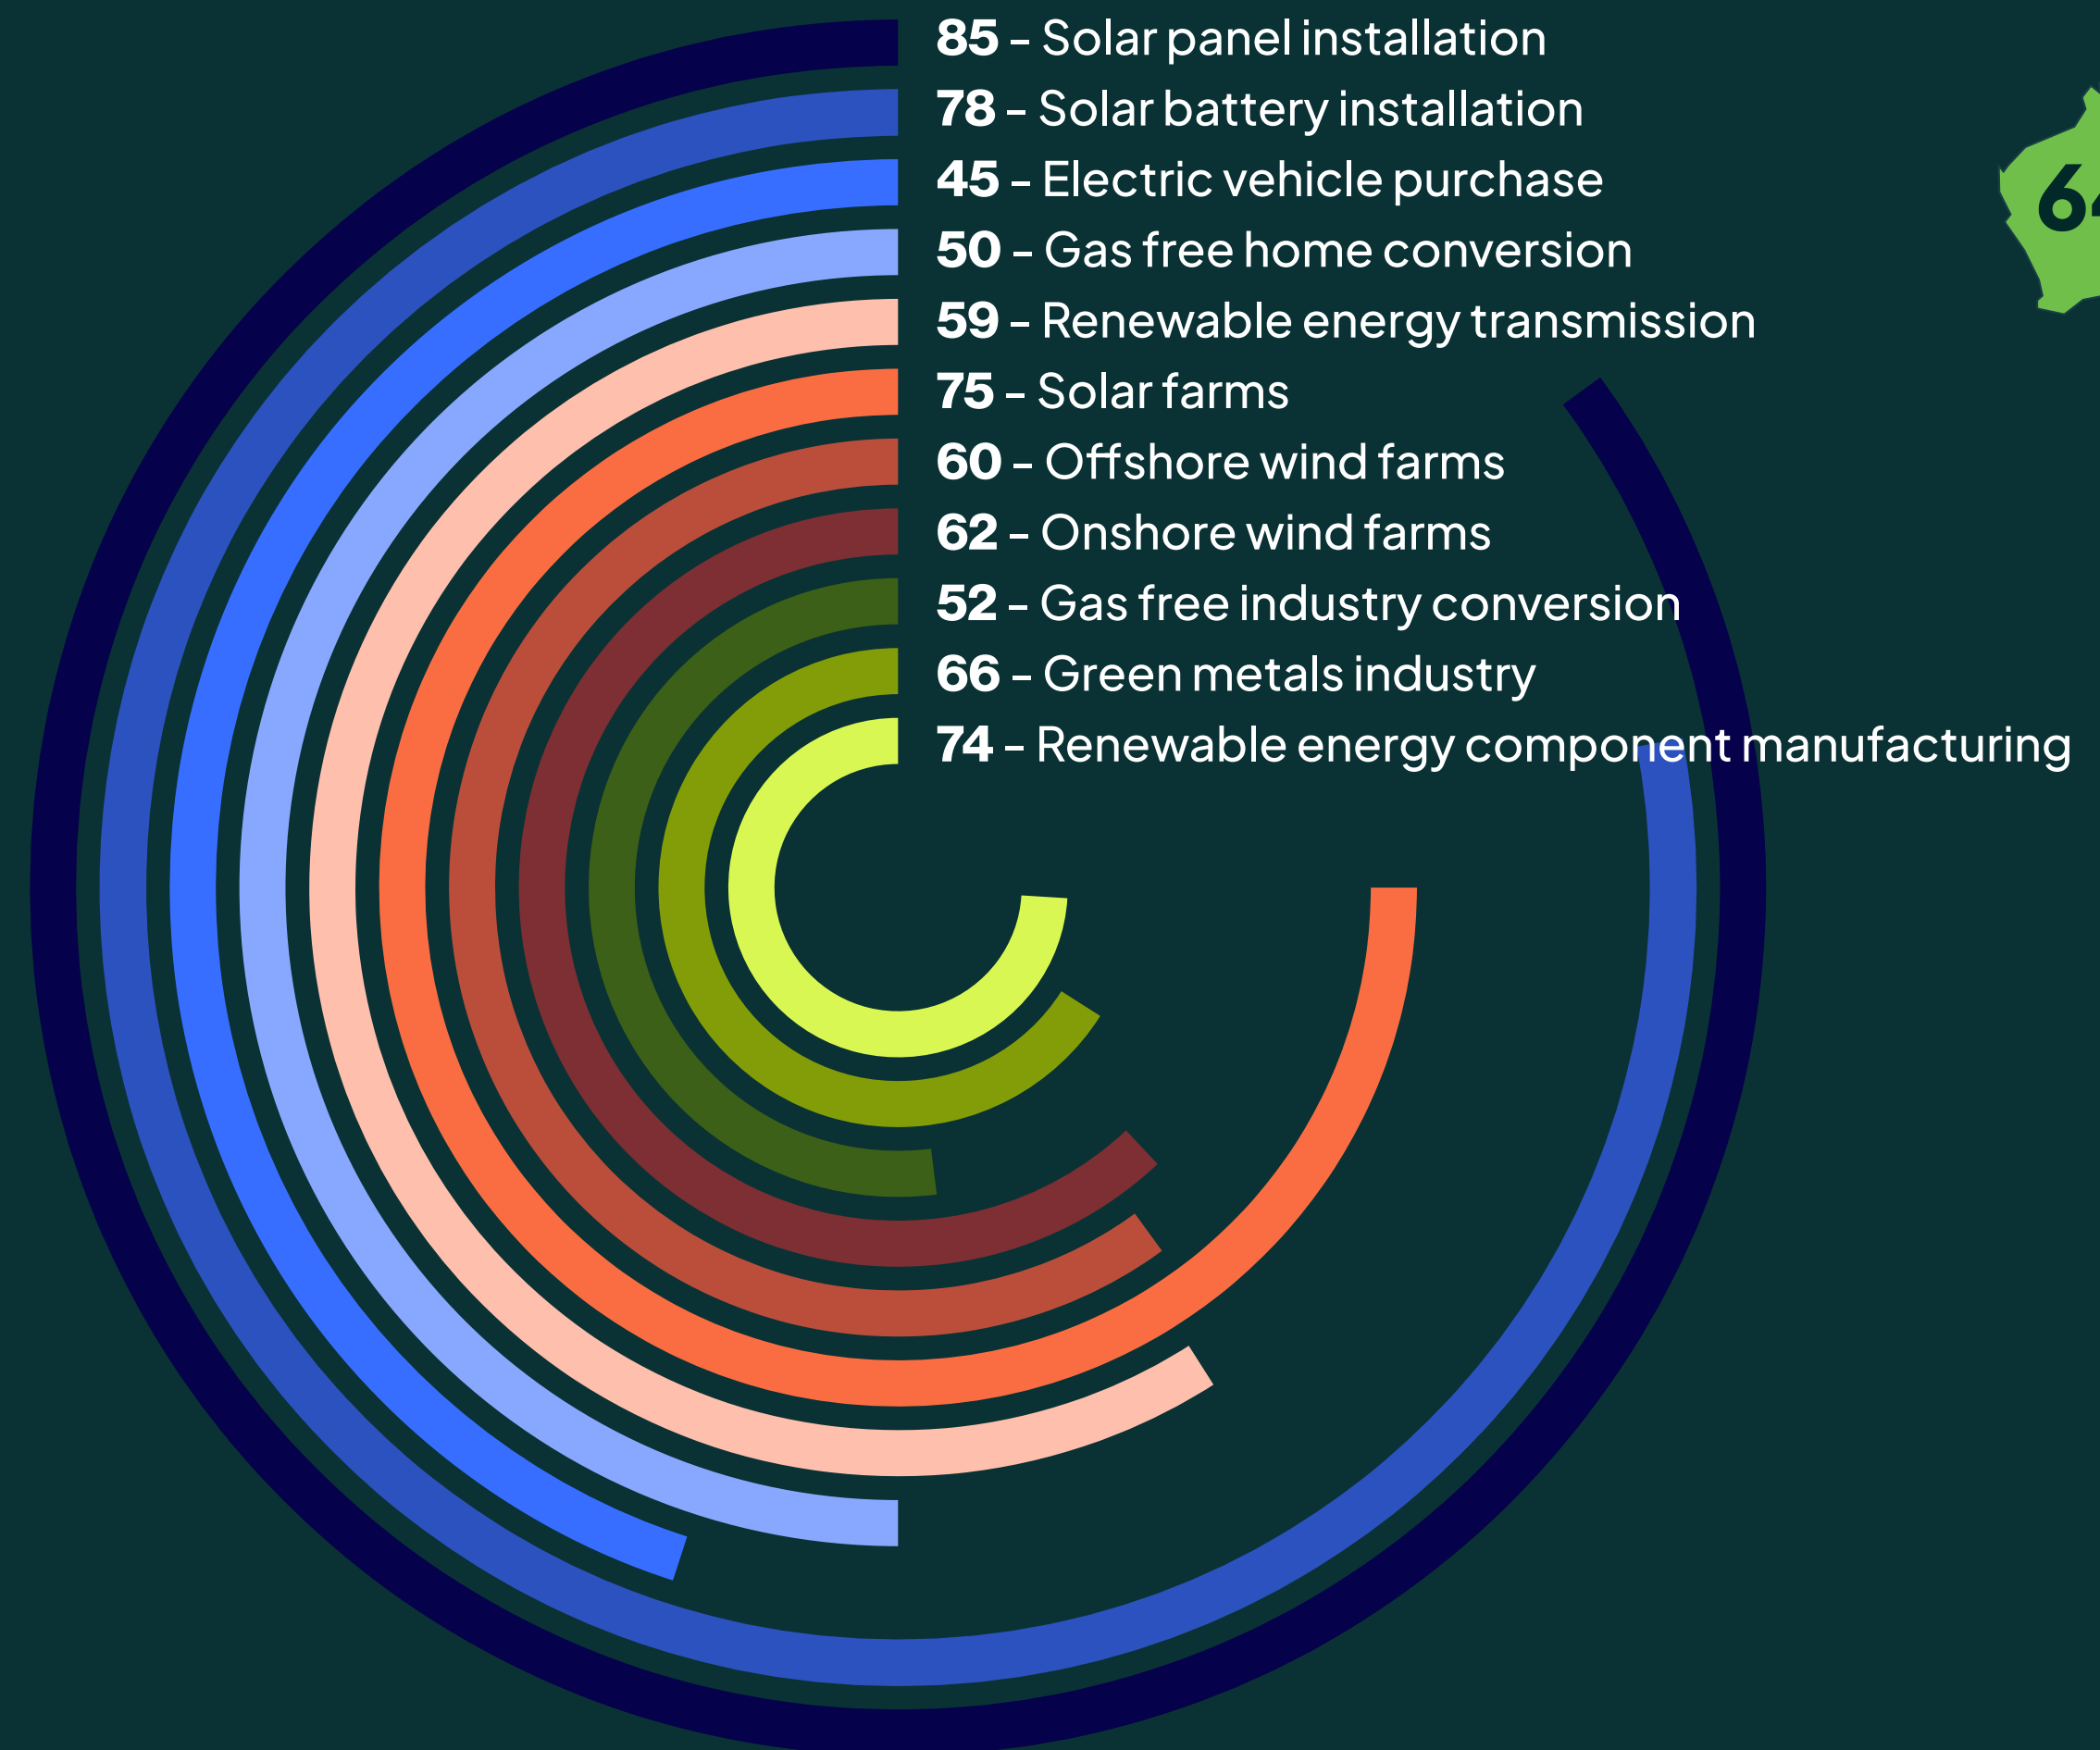 85 – Solar panel installation
78 – Solar battery installation
45 – Electric vehicle purchase
50 – Gas free home conversion
59 – Renewable energy transmission
75 – Solar farms
60 – Offshore wind farms
62 – Onshore wind farms
52 – Gas free industry conversion
66 – Green metals industry
74 – Renewable energy component manufacturing